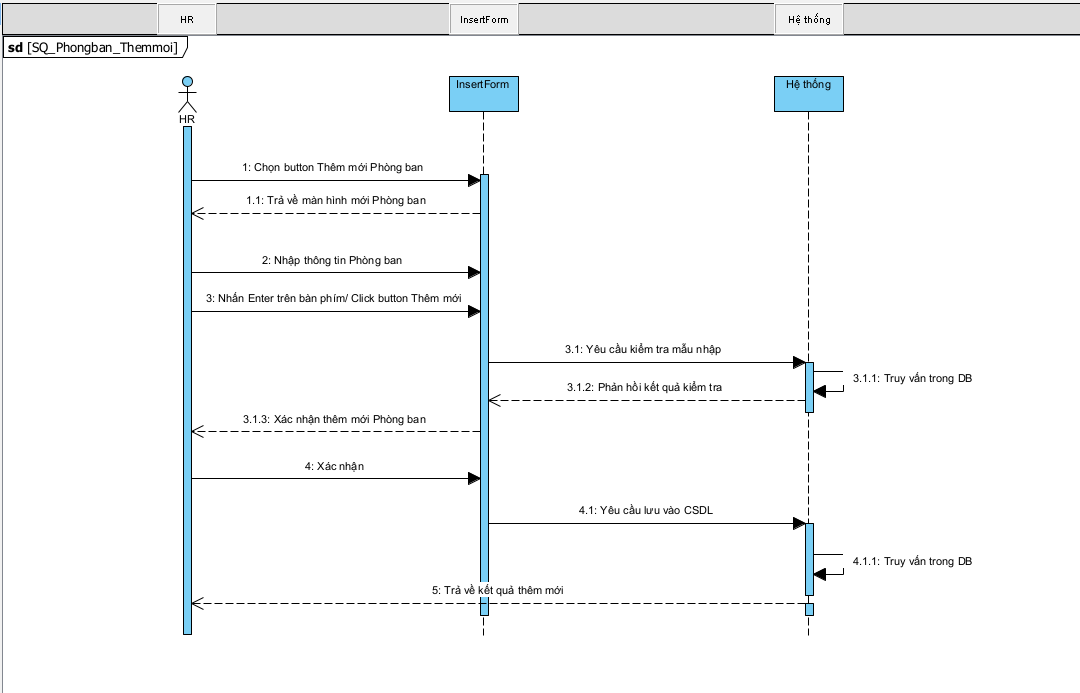 HR
InsertForm
Hệ thống
sd [SQ_Phongban_Themmoi]
HR
InsertForm
Hệ thống
1: Chọn button Thêm mới Phòng ban
1.1: Trả về màn hình mới Phòng ban
2: Nhập thông tin Phòng ban
3: Nhấn Enter trên bàn phím/ Click button Thêm mới
3.1: Yêu cầu kiểm tra mẫu nhập
3.1.1: Truy vấn trong DB
3.1.2: Phản hồi kết quả kiểm tra
3.1.3: Xác nhận thêm mới Phòng ban
4: Xác nhận
4.1: Yêu cầu lưu vào CSDL
4.1.1: Truy vấn trong DB
5: Trả về kết quả thêm mới